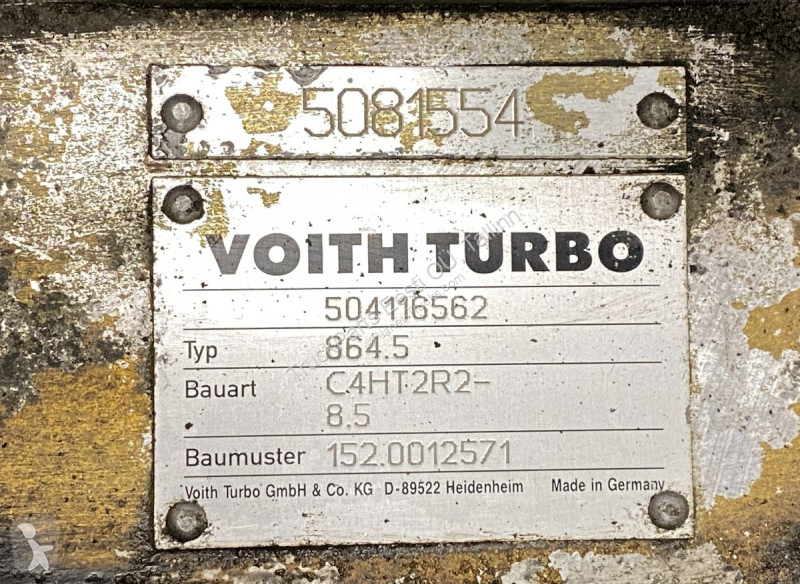 5081554
VOITH TURBO
504116562
Typ 864.5
Bauart C4HT2R2-
8.5
Baumuster 152.0012571
Voith Turbo GmbH & Co. KG D-89522 Heidenheim Made in Germany